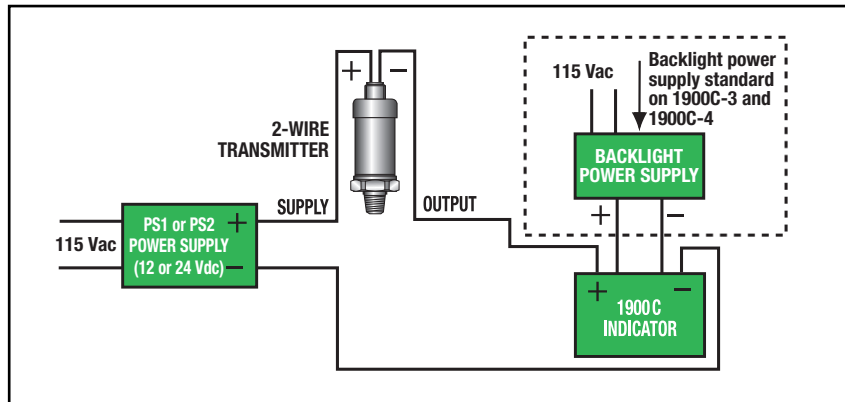 + −
2-WIRE
TRANSMITTER
SUPPLY
OUTPUT
115 Vac
PS1 or PS2 +
POWER SUPPLY
(12 or 24 Vdc) −
115 Vac
Backlight power
supply standard
on 1900C-3 and
1900C-4
BACKLIGHT
POWER SUPPLY
+ −
+ −
1900C
INDICATOR